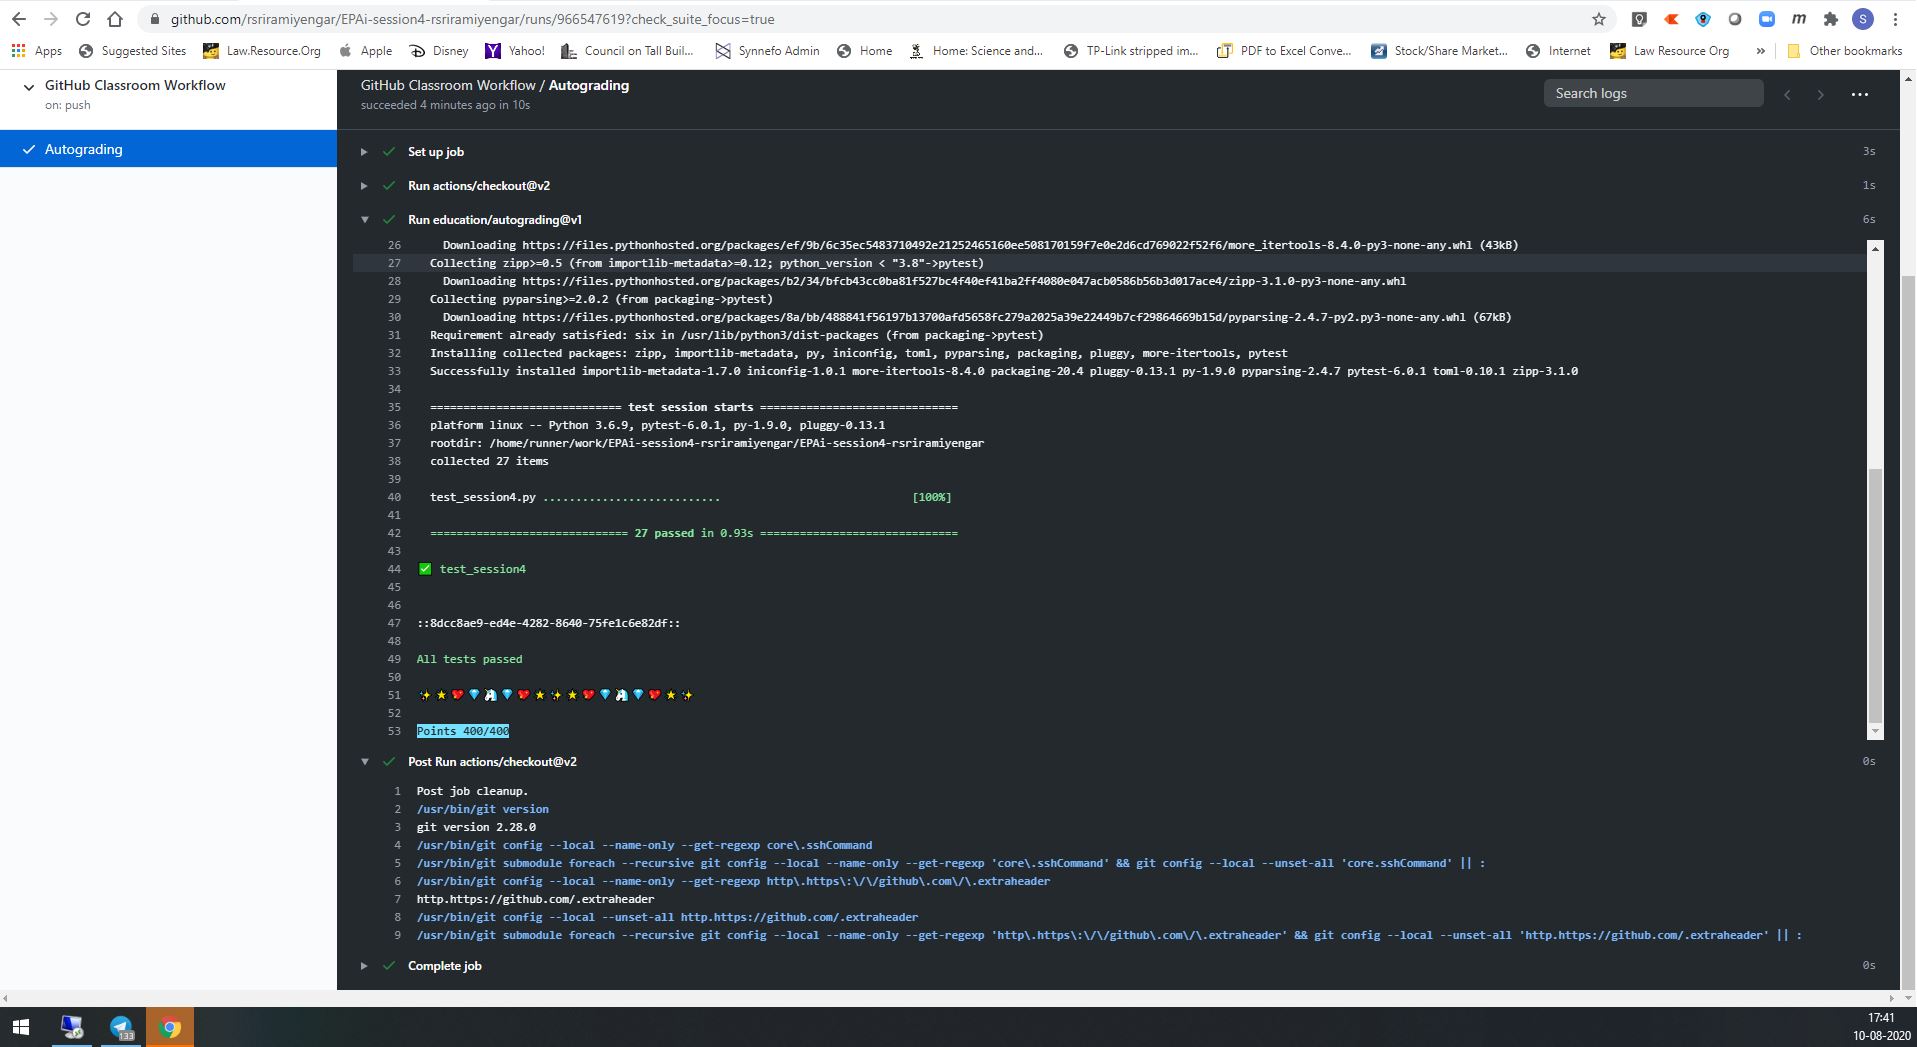 github.com/rsriramiyengar/EPAi-session4-rsriramiyengar/runs/966547619?check_suite_focus=true
m
S
Apps Suggested Sites Law.Resource.Org Apple Disney Yahoo! Council on Tall Buil... Synnefo Admin Home Home: Science and... TP-Link stripped im... PDF to Excel Conve... Stock/Share Market... Internet Law Resource Org » Other bookmarks
GitHub Classroom Workflow
on: push
Autograding
GitHub Classroom Workflow / Autograding
succeeded 4 minutes ago in 10s
Search logs
Set up job 3s
Run actions/checkout@v2 1s
Run education/autograding@v1 6s
26 Downloading https://files.pythonhosted.org/packages/ef/9b/6c35ec5483710492e21252465160ee508170159f7e0e2d6cd769022f52f6/more_itertools-8.4.0-py3-none-any.whl (43kB)
27 Collecting zipp>=0.5 (from importlib-metadata>=0.12; python_version < "3.8"->pytest)
28 Downloading https://files.pythonhosted.org/packages/b2/34/bfcb43cc0ba81f527bc4f40ef41ba2ff4080e047acb0586b56b3d017ace4/zipp-3.1.0-py3-none-any.whl
29 Collecting pyparsing>=2.0.2 (from packaging->pytest)
30 Downloading https://files.pythonhosted.org/packages/8a/bb/488841f56197b13700afd5658fc279a2025a39e22449b7cf29864669b15d/pyparsing-2.4.7-py2.py3-none-any.whl (67kB)
31 Requirement already satisfied: six in /usr/lib/python3/dist-packages (from packaging->pytest)
32 Installing collected packages: zipp, importlib-metadata, py, iniconfig, toml, pyparsing, packaging, pluggy, more-itertools, pytest
33 Successfully installed importlib-metadata-1.7.0 iniconfig-1.0.1 more-itertools-8.4.0 packaging-20.4 pluggy-0.13.1 py-1.9.0 pyparsing-2.4.7 pytest-6.0.1 toml-0.10.1 zipp-3.1.0
34
35 ============================= test session starts ==============================
36 platform linux -- Python 3.6.9, pytest-6.0.1, py-1.9.0, pluggy-0.13.1
37 rootdir: /home/runner/work/EPAi-session4-rsriramiyengar/EPAi-session4-rsriramiyengar
38 collected 27 items
39
40 test_session4.py ........................... [100%]
41
42 ============================== 27 passed in 0.93s ==============================
43
44 ✅ test_session4
45
46
47 ::8dcc8ae9-ed4e-4282-8640-75fe1c6e82df::
48
49 All tests passed
50
51 ✨⭐💖💎🦄💎💖⭐✨⭐💖💎🦄💎💖⭐✨
52
53 Points 400/400
Post Run actions/checkout@v2 0s
1 Post job cleanup.
2 /usr/bin/git version
3 git version 2.28.0
4 /usr/bin/git config --local --name-only --get-regexp core\.sshCommand
5 /usr/bin/git submodule foreach --recursive git config --local --name-only --get-regexp 'core\.sshCommand' && git config --local --unset-all 'core.sshCommand' || :
6 /usr/bin/git config --local --name-only --get-regexp http\.https\:\/\/github\.com\/\.extraheader
7 http.https://github.com/.extraheader
8 /usr/bin/git config --local --unset-all http.https://github.com/.extraheader
9 /usr/bin/git submodule foreach --recursive git config --local --name-only --get-regexp 'http\.https\:\/\/github\.com\/\.extraheader' && git config --local --unset-all 'http.https://github.com/.extraheader' || :
Complete job 0s
133
17:41
10-08-2020